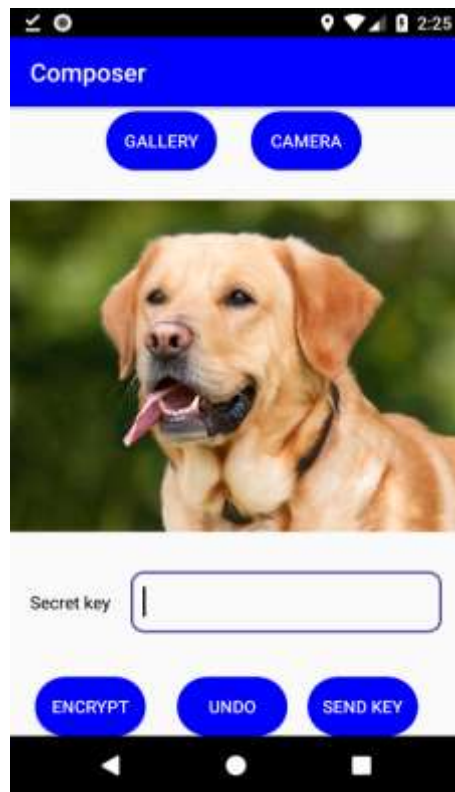 2:25
Composer
GALLERY CAMERA
Secret key
ENCRYPT UNDO SEND KEY